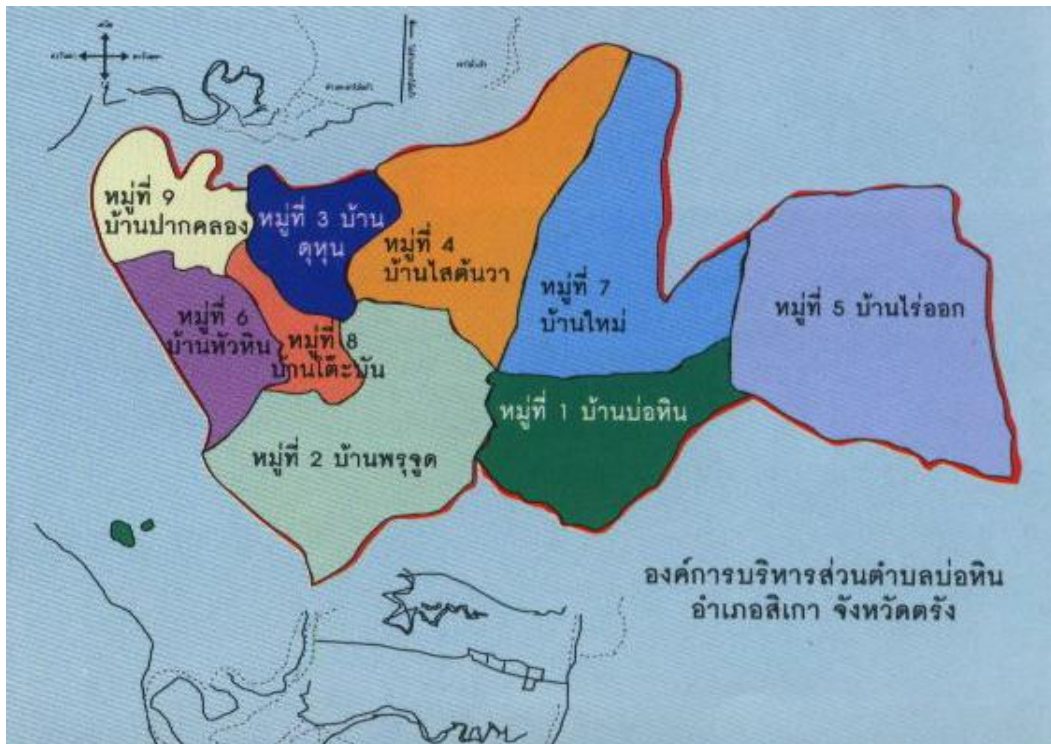 หมู่ที่ 9
บ้านปากคลอง
หมู่ที่ 3 บ้าน
ดุหุน
หมู่ที่ 4
บ้านไสต้นวา
หมู่ที่ 7
บ้านใหม่
หมู่ที่ 5 บ้านไร่ออก
หมู่ที่ 6
บ้านหัวหิน
หมู่ที่ 8
บ้านโต๊ะบัน
หมู่ที่ 1 บ้านบ่อหิน
หมู่ที่ 2 บ้านพรุจูด
องค์การบริหารส่วนตำบลบ่อหิน
อำเภอสิเกา จังหวัดตรัง